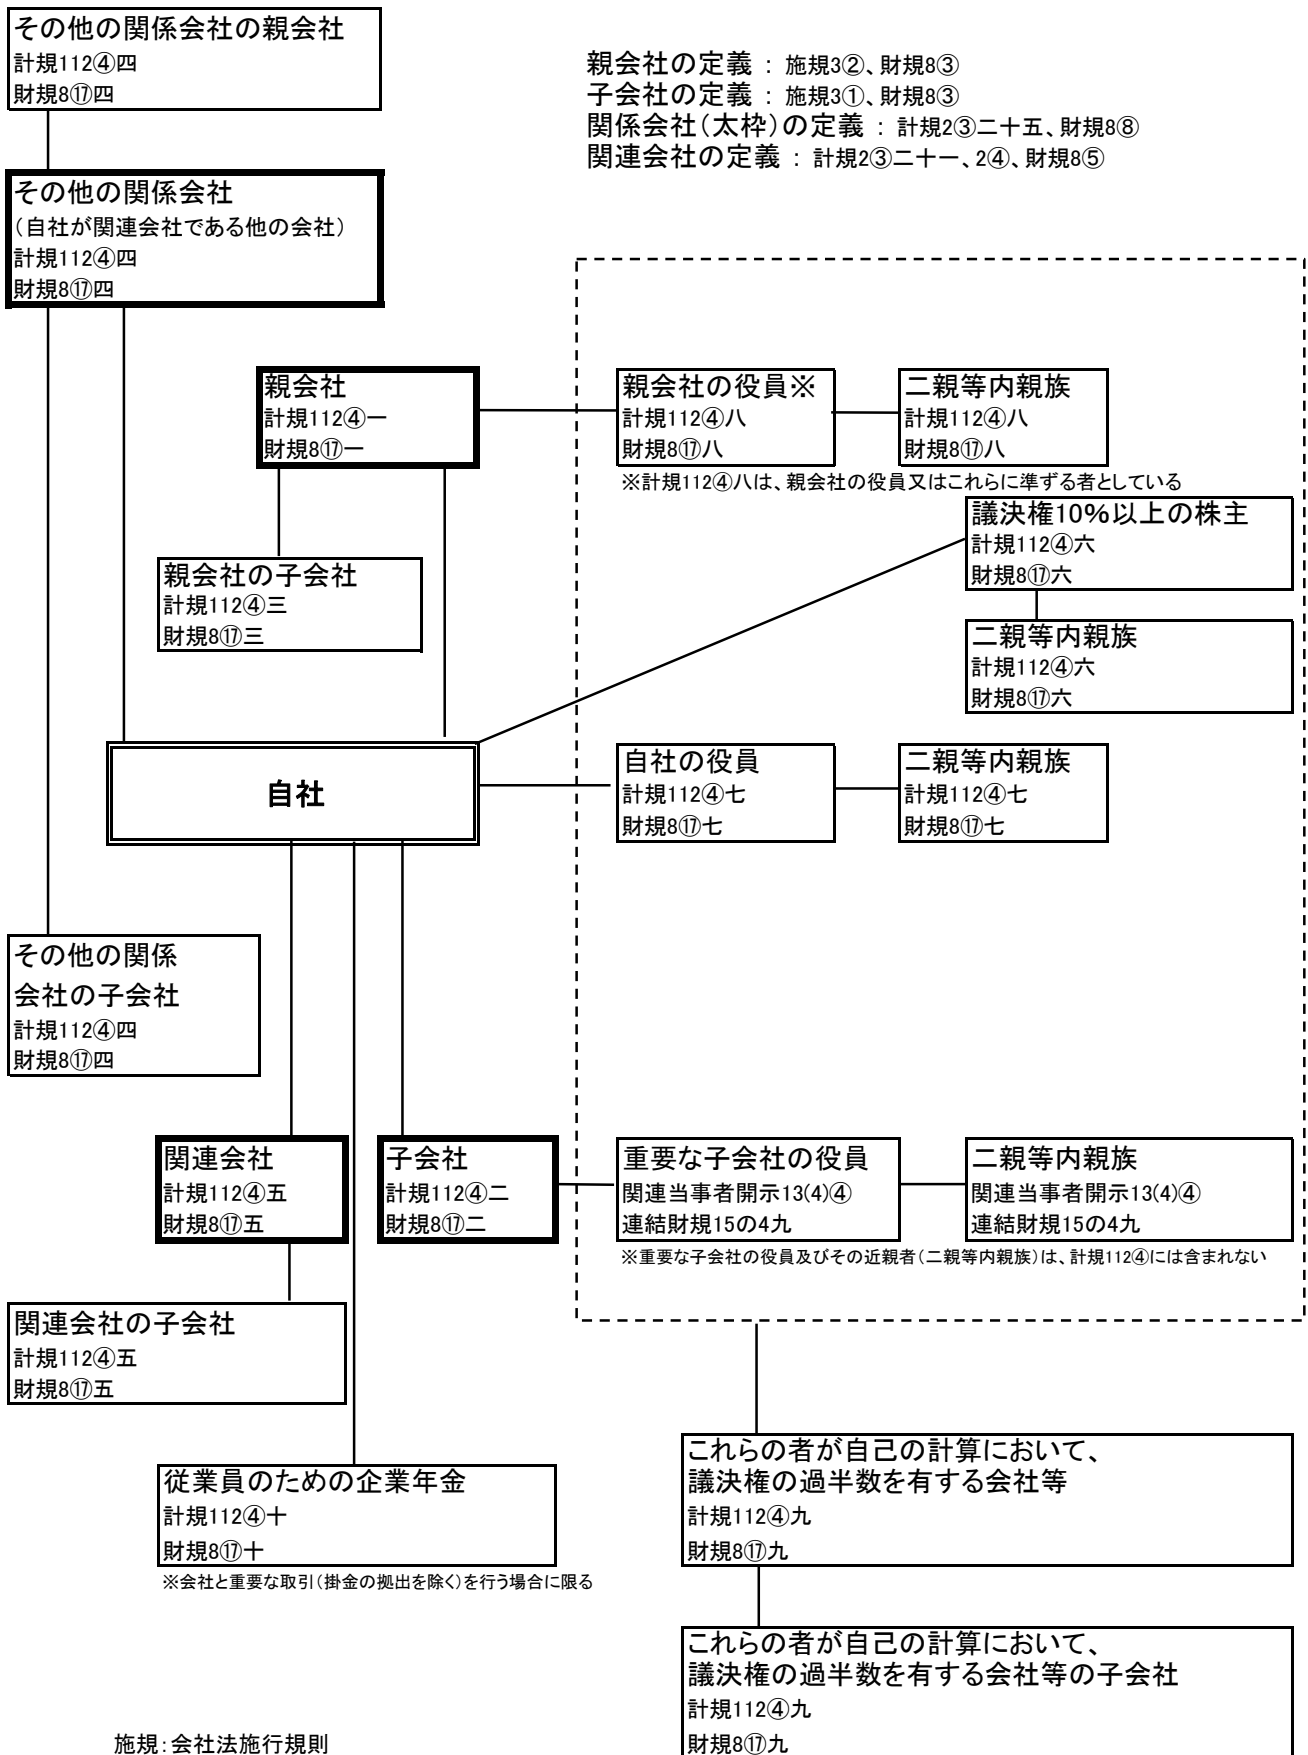 その他の関係会社の親会社
計規112④四
財規8⑰四
親会社の定義 : 施規3②、財規8③
子会社の定義 : 施規3①、財規8③
関係会社(太枠)の定義 : 計規2③二十五、財規8⑧
関連会社の定義 : 計規2③二十一、2④、財規8⑤
その他の関係会社
(自社が関連会社である他の会社)
計規112④四
財規8⑰四
親会社
計規112④一
財規8⑰一
親会社の役員※
計規112④八
財規8⑰八
二親等内親族
計規112④八
財規8⑰八
※計規112④八は、親会社の役員又はこれらに準ずる者としている
議決権10%以上の株主
計規112④六
財規8⑰六
親会社の子会社
計規112④三
財規8⑰三
二親等内親族
計規112④六
財規8⑰六
自社
自社の役員
計規112④七
財規8⑰七
二親等内親族
計規112④七
財規8⑰七
その他の関係
会社の子会社
計規112④四
財規8⑰四
関連会社
計規112④五
財規8⑰五
子会社
計規112④二
財規8⑰二
重要な子会社の役員
関連当事者開示13(4)④
連結財規15の4九
二親等内親族
関連当事者開示13(4)④
連結財規15の4九
※重要な子会社の役員及びその近親者(二親等内親族)は、計規112④には含まれない
関連会社の子会社
計規112④五
財規8⑰五
従業員のための企業年金
計規112④十
財規8⑰十
※会社と重要な取引(掛金の拠出を除く)を行う場合に限る
これらの者が自己の計算において、
議決権の過半数を有する会社等
計規112④九
財規8⑰九
これらの者が自己の計算において、
議決権の過半数を有する会社等の子会社
計規112④九
財規8⑰九
施規:会社法施行規則